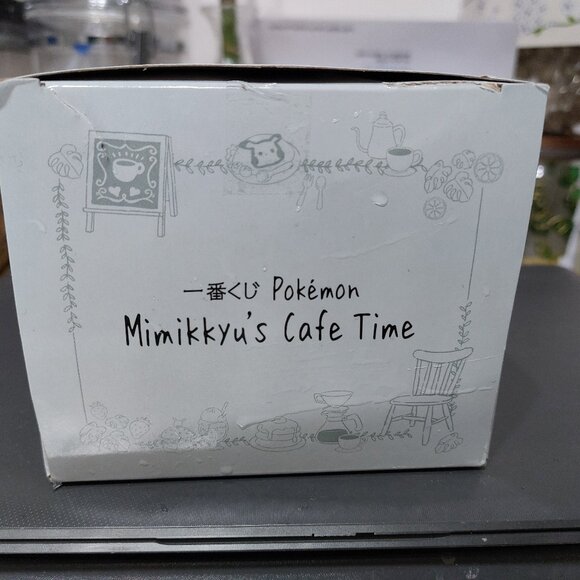 一番くじ Pokémon
Mimikkyu's Cafe Time